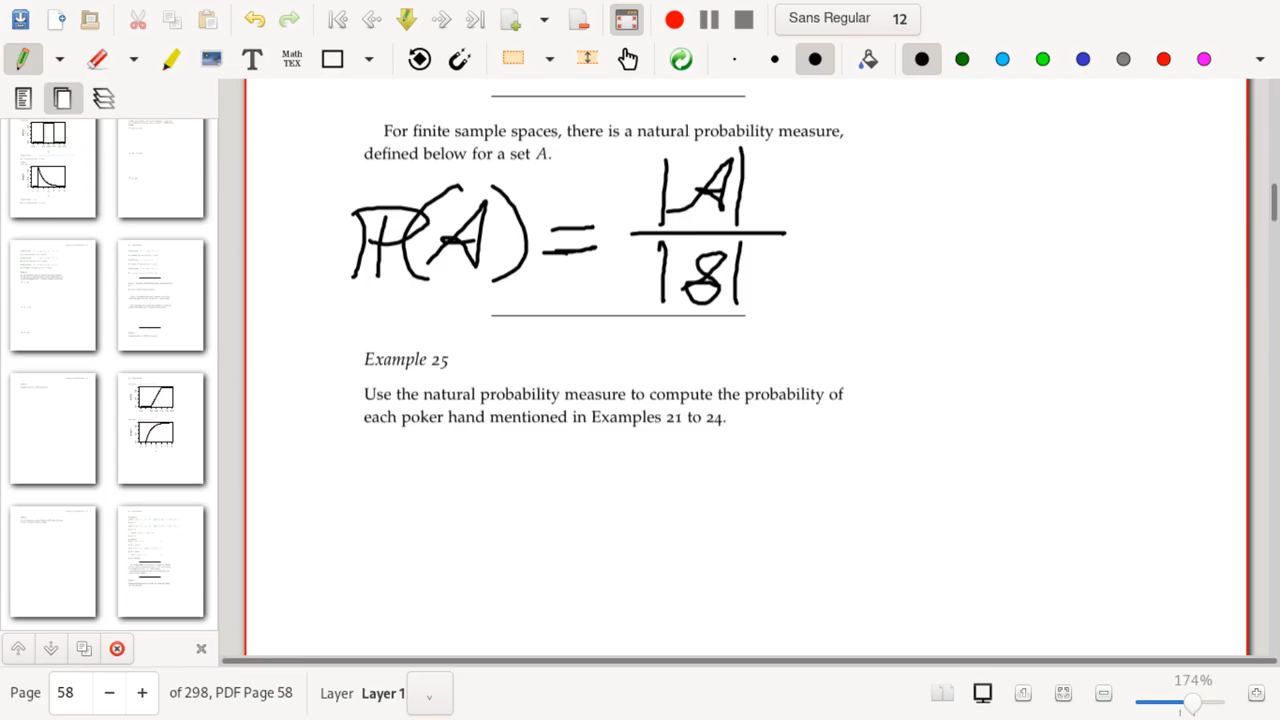 Sans Regular 12
T Math TEX
For finite sample spaces, there is a natural probability measure,
defined below for a set A.
P(A) = |A| / |S|
Example 25
Use the natural probability measure to compute the probability of
each poker hand mentioned in Examples 21 to 24.
174%
Page 58 of 298, PDF Page 58 Layer Layer 1